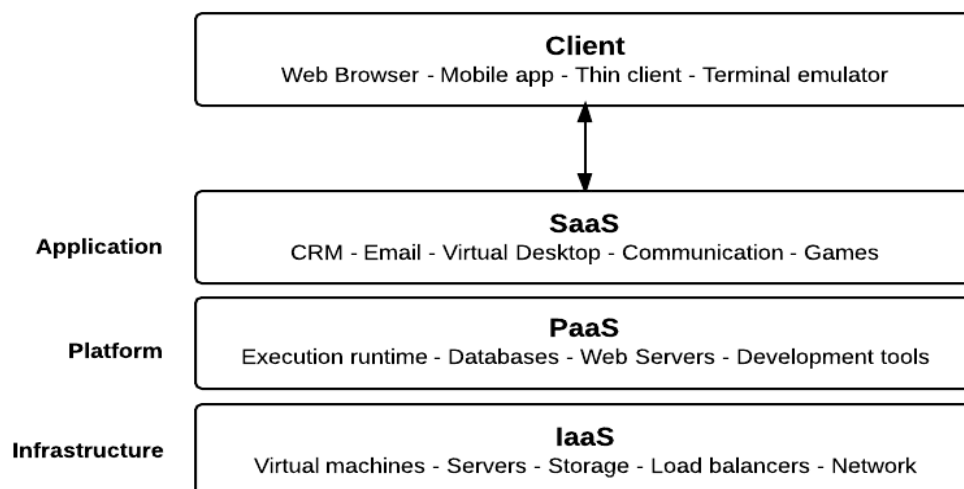 Client
Web Browser - Mobile app - Thin client - Terminal emulator
Application
SaaS
CRM - Email - Virtual Desktop - Communication - Games
Platform
PaaS
Execution runtime - Databases - Web Servers - Development tools
Infrastructure
IaaS
Virtual machines - Servers - Storage - Load balancers - Network